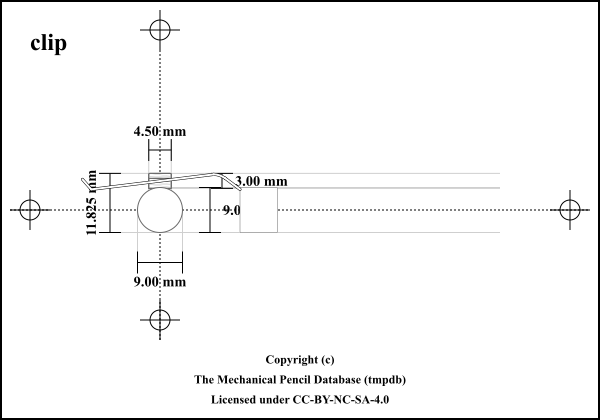 clip
4.50 mm
3.00 mm
11.825 mm
9.0
9.00 mm
Copyright (c)
The Mechanical Pencil Database (tmpdb)
Licensed under CC-BY-NC-SA-4.0